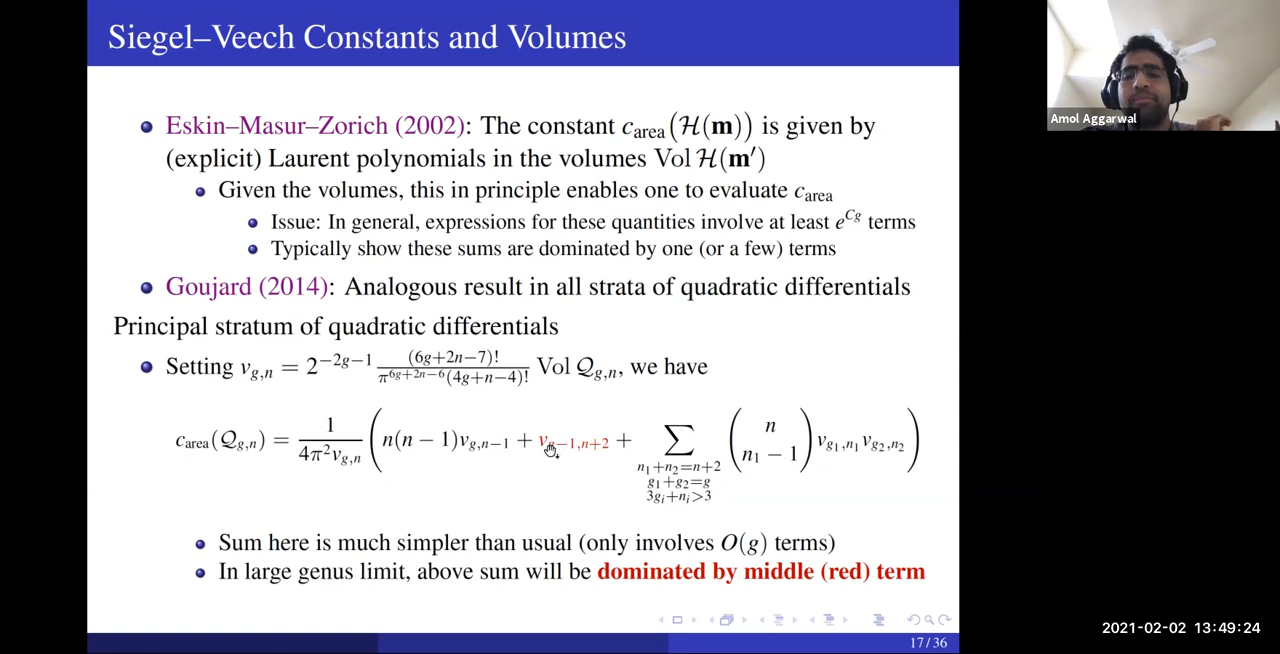 Siegel–Veech Constants and Volumes
Eskin–Masur–Zorich (2002): The constant c_area(ℋ(m)) is given by
(explicit) Laurent polynomials in the volumes Vol ℋ(m′)
Given the volumes, this in principle enables one to evaluate c_area
Issue: In general, expressions for these quantities involve at least e^{Cg} terms
Typically show these sums are dominated by one (or a few) terms
Goujard (2014): Analogous result in all strata of quadratic differentials
Principal stratum of quadratic differentials
Setting v_{g,n} = 2^{−2g−1} (6g+2n−7)! / π^{6g+2n−6}(4g+n−4)! Vol 𝒬_{g,n}, we have
c_area(𝒬_{g,n}) = 1/(4π²v_{g,n}) ( n(n − 1)v_{g,n−1} + v_{g−1,n+2} + ∑_{n₁+n₂=n+2, g₁+g₂=g, 3g_i+n_i>3} (n choose n₁ − 1) v_{g₁,n₁} v_{g₂,n₂} )
Sum here is much simpler than usual (only involves O(g) terms)
In large genus limit, above sum will be dominated by middle (red) term
17 / 36
Amol Aggarwal
2021-02-02 13:49:24